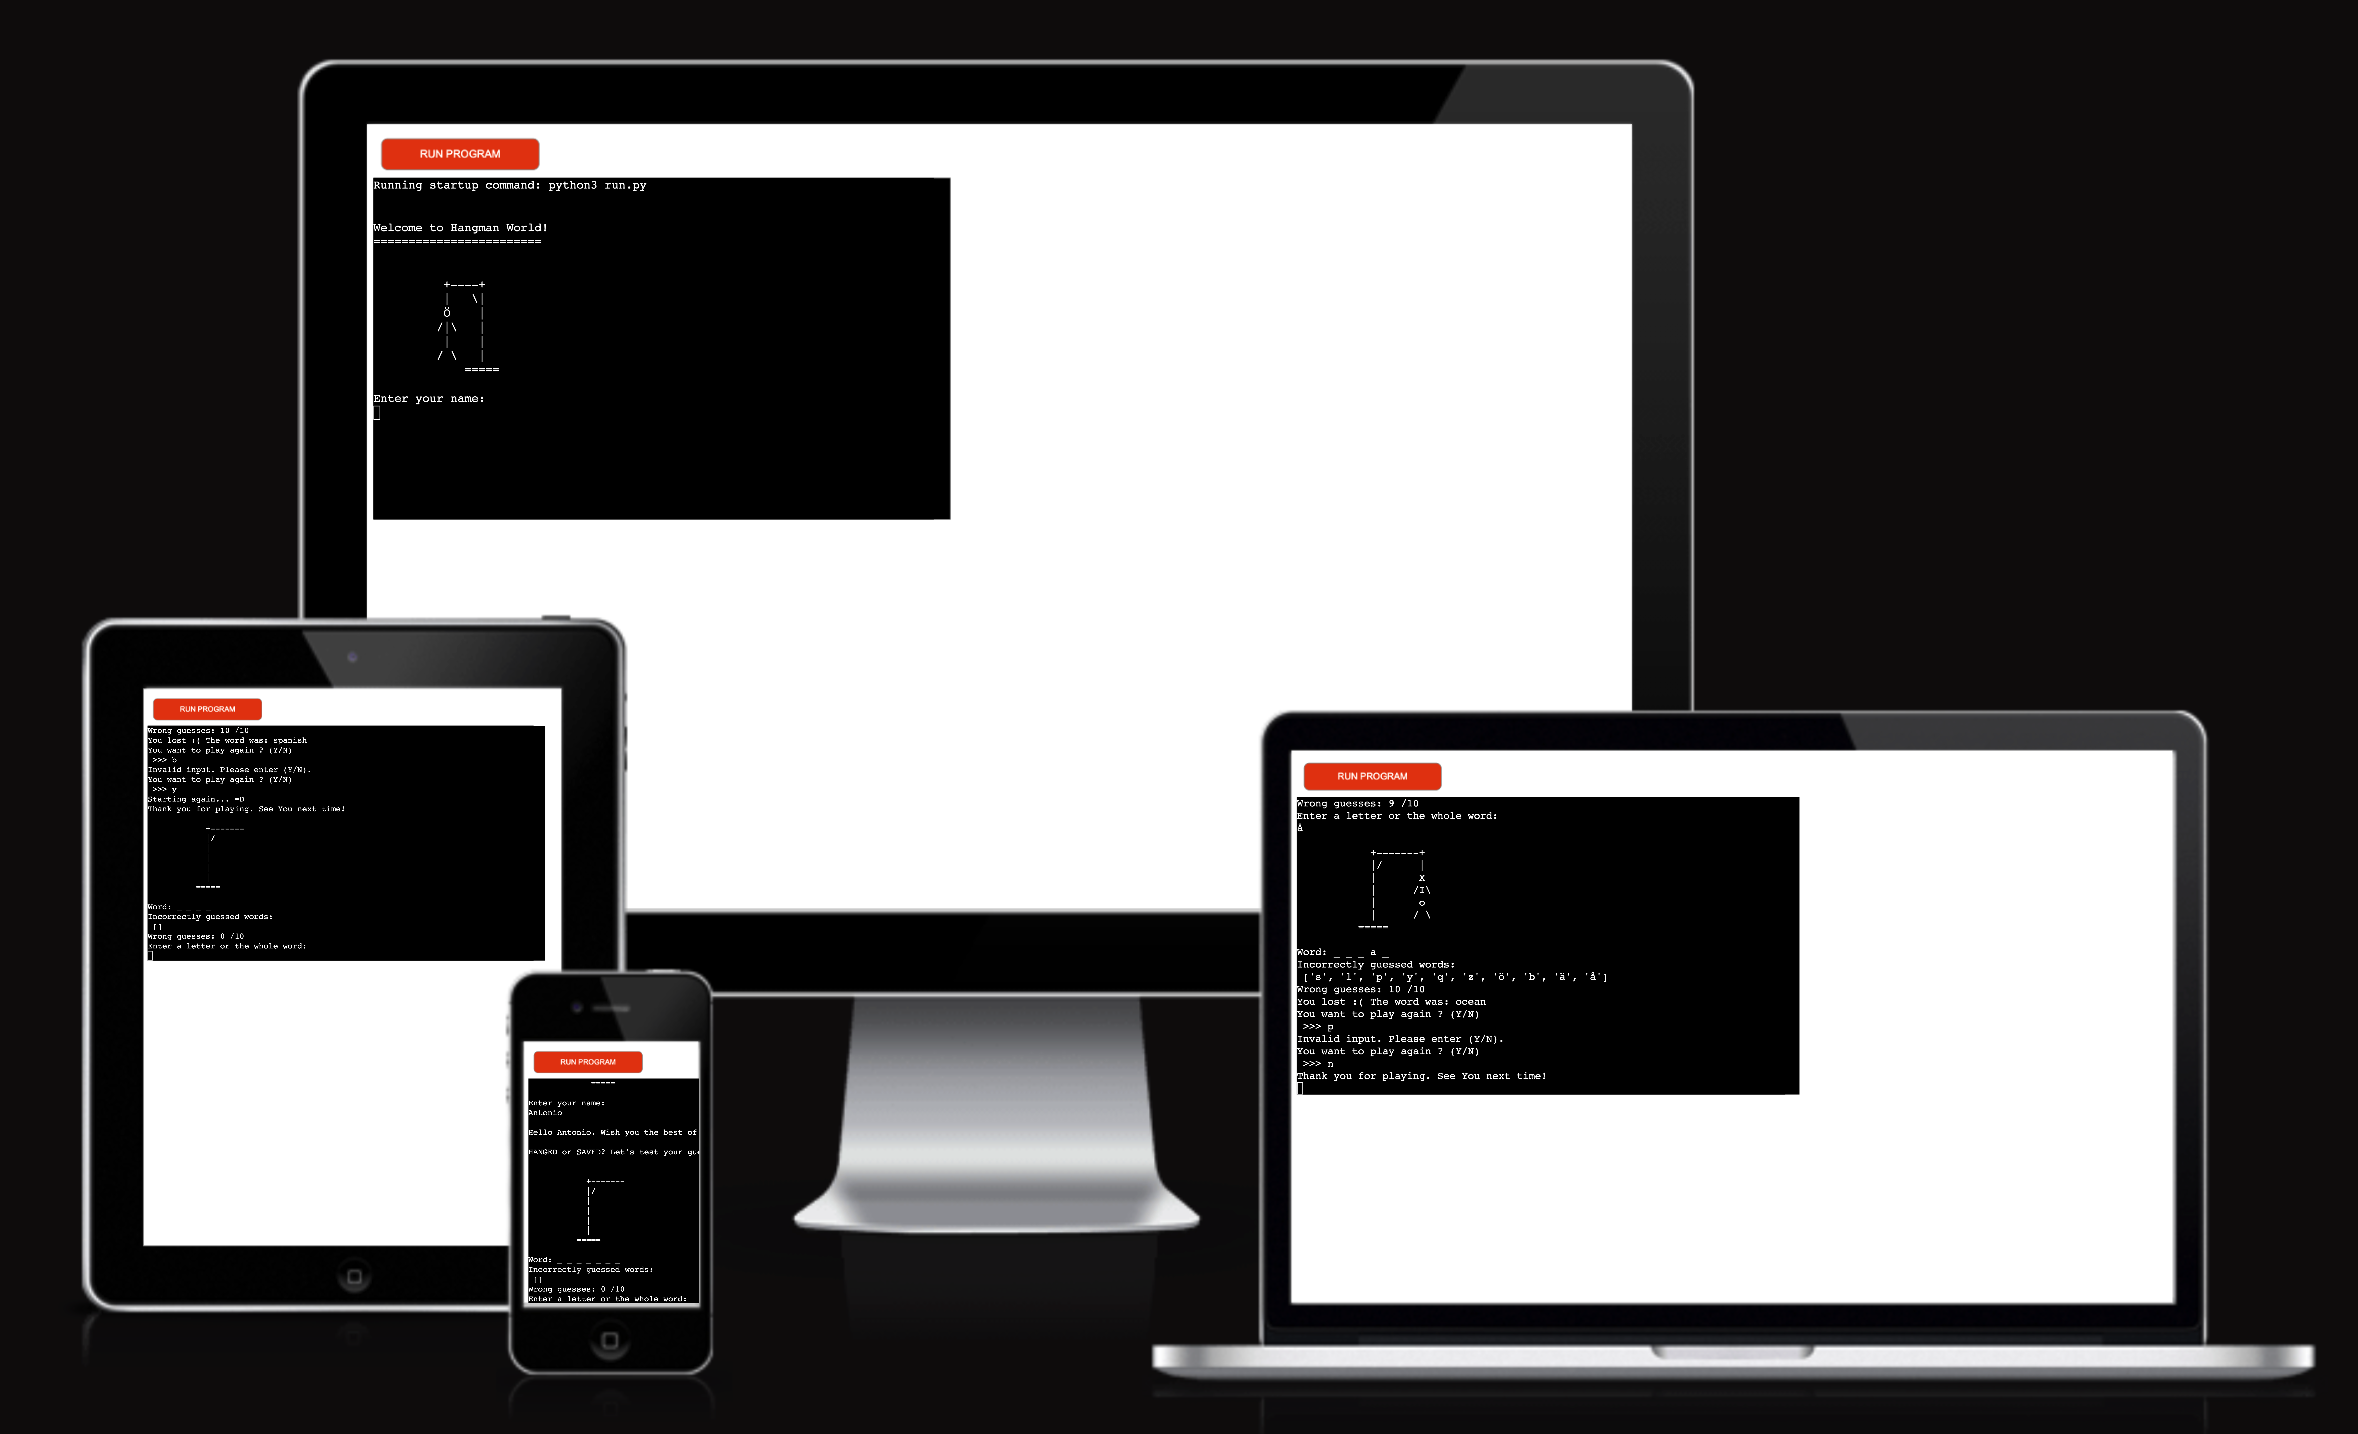 RUN PROGRAM
Running startup command: python3 run.py
Welcome to Hangman World!
========================
+----+
|   \|
Ö    |
/|\   |
|    |
/ \   |
=====
Enter your name:
RUN PROGRAM
Wrong guesses: 10 /10
You lost :( The word was: spanish
You want to play again ? (Y/N)
>>> b
Invalid input. Please enter (Y/N).
You want to play again ? (Y/N)
>>> y
Starting again... =D
Thank you for playing. See You next time!
Word:
Incorrectly guessed words:
[]
Wrong guesses: 0 /10
Enter a letter or the whole word:
RUN PROGRAM
Enter your name:
Antonio
Hello Antonio. Wish you the best of
HANGED or SAVED? Let's test your gue
+-------
|/
|
|
|
|
-----
Word: _ _ _ _ _ _ _
Incorrectly guessed words:
[]
Wrong guesses: 0 /10
Enter a letter or the whole word:
RUN PROGRAM
Wrong guesses: 9 /10
Enter a letter or the whole word:
å
+-------+
|/      |
|       X
|      /I\
|       o
|      / \
-----
Word: _ _ _ a _
Incorrectly guessed words:
['s', 'l', 'p', 'y', 'q', 'z', 'ö', 'b', 'ä', 'å']
Wrong guesses: 10 /10
You lost :( The word was: ocean
You want to play again ? (Y/N)
>>> p
Invalid input. Please enter (Y/N).
You want to play again ? (Y/N)
>>> n
Thank you for playing. See You next time!